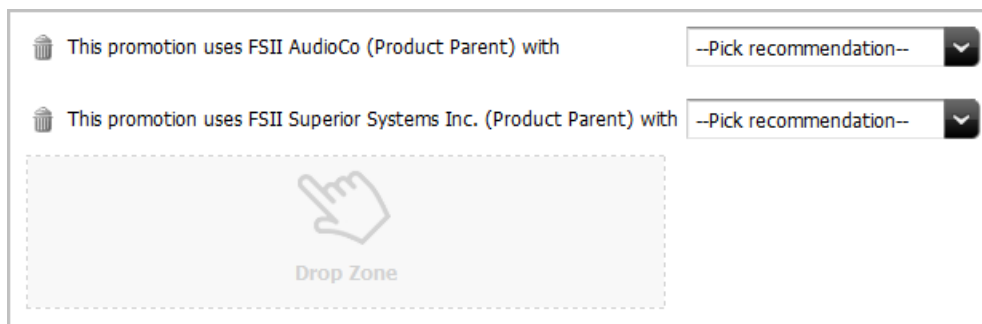 This promotion uses FSII AudioCo (Product Parent) with --Pick recommendation--
This promotion uses FSII Superior Systems Inc. (Product Parent) with --Pick recommendation--
Drop Zone